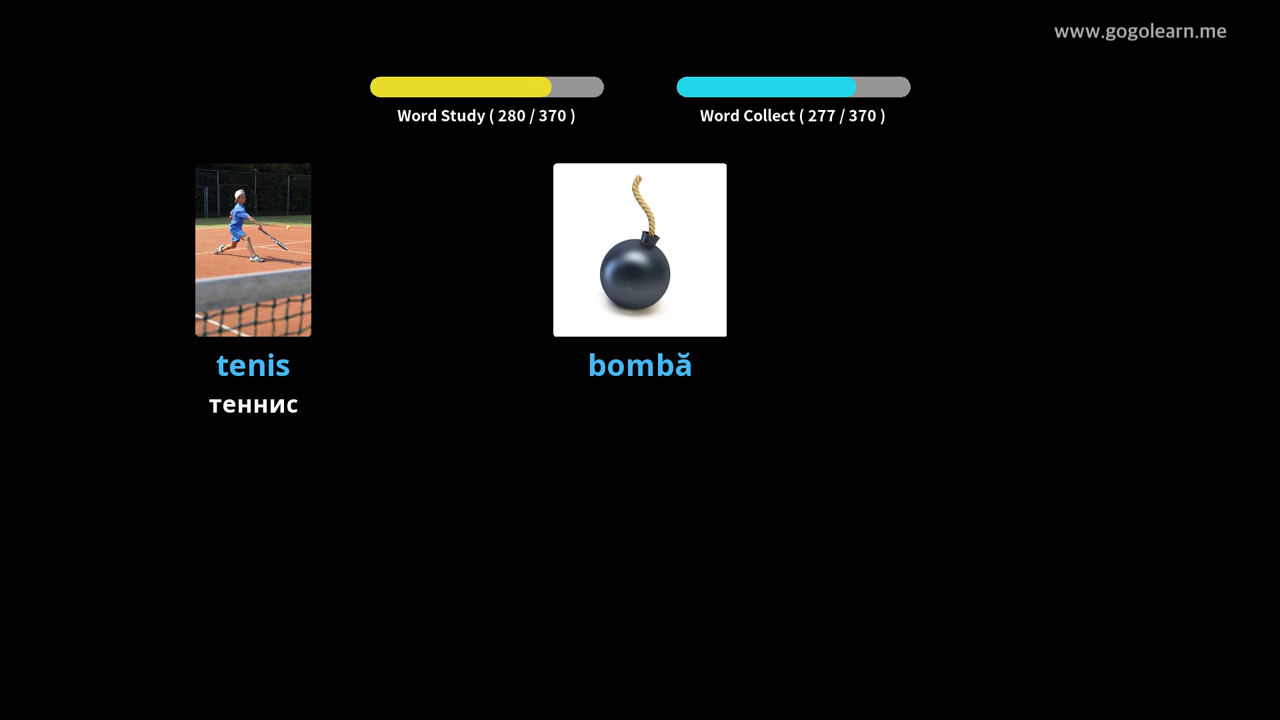 www.gogolearn.me
Word Study ( 280 / 370 )
Word Collect ( 277 / 370 )
tenis
теннис
bombă